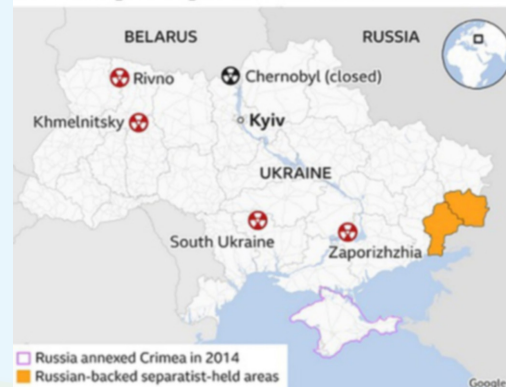 BELARUS
RUSSIA
Rivno
Chernobyl (closed)
Khmelnitsky
Kyiv
UKRAINE
South Ukraine
Zaporizhzhia
Russia annexed Crimea in 2014
Russian-backed separatist-held areas
Google